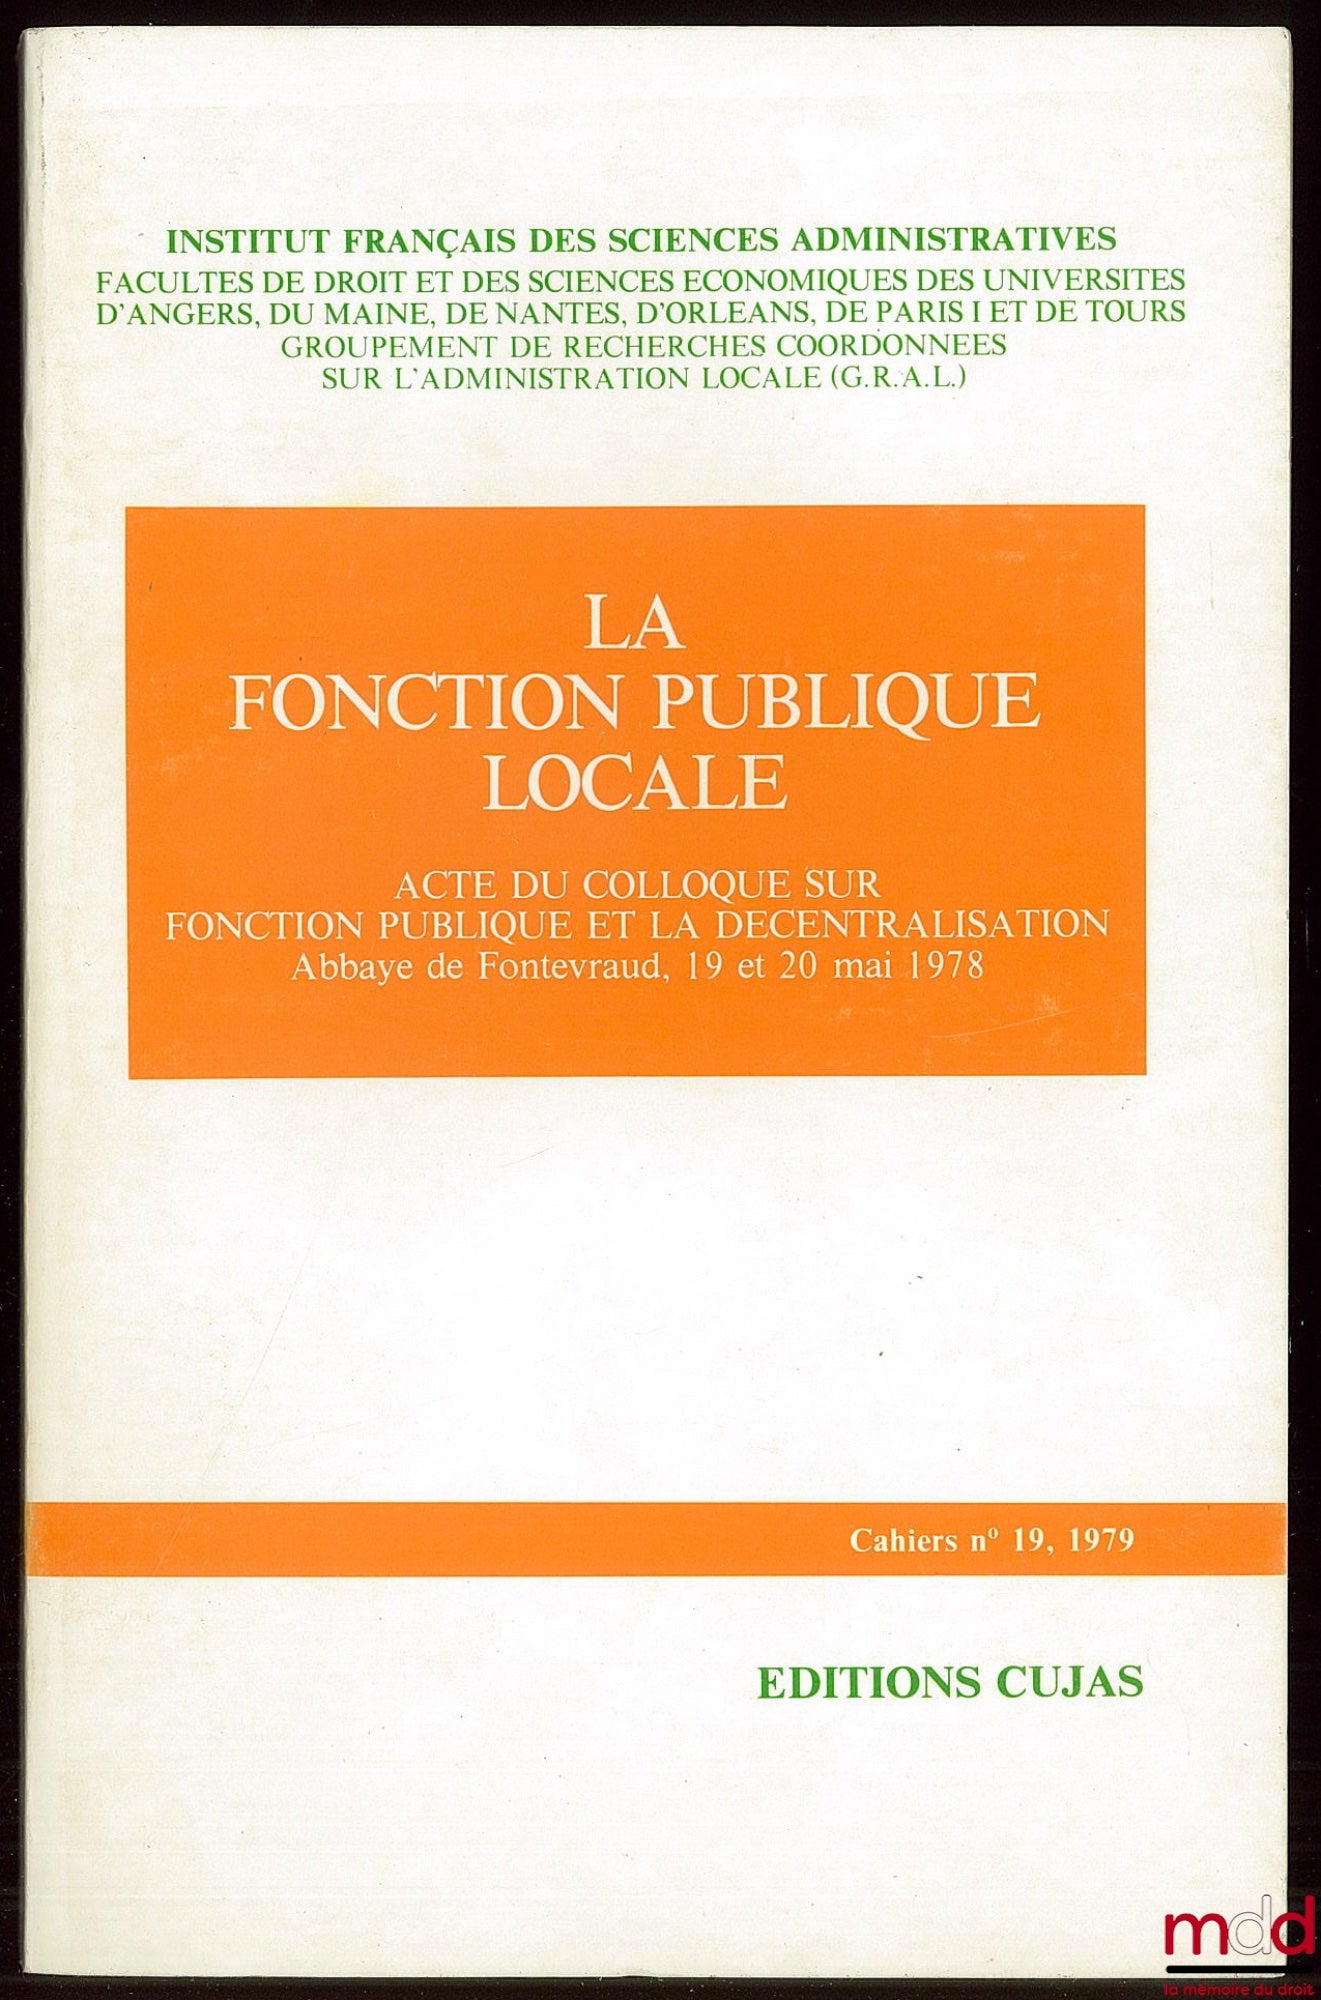 INSTITUT FRANÇAIS DES SCIENCES ADMINISTRATIVES
FACULTES DE DROIT ET DES SCIENCES ECONOMIQUES DES UNIVERSITES
D'ANGERS, DU MAINE, DE NANTES, D'ORLEANS, DE PARIS I ET DE TOURS
GROUPEMENT DE RECHERCHES COORDONNEES
SUR L'ADMINISTRATION LOCALE (G.R.A.L.)
LA
FONCTION PUBLIQUE
LOCALE
ACTE DU COLLOQUE SUR
FONCTION PUBLIQUE ET LA DECENTRALISATION
Abbaye de Fontevraud, 19 et 20 mai 1978
Cahiers nº 19, 1979
EDITIONS CUJAS
mdd
la mémoire du droit